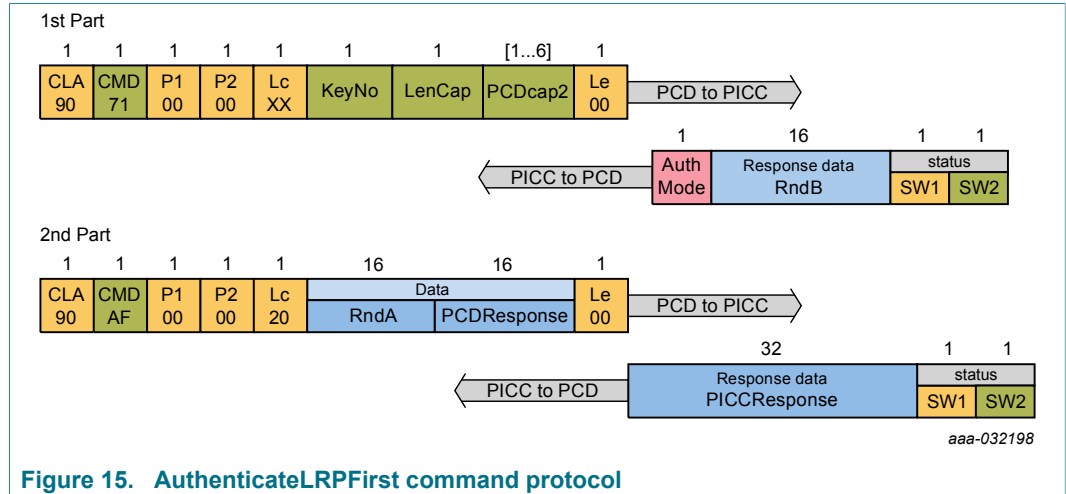 1st Part
1 1 1 1 1 1 1 [1...6] 1
CLA CMD P1 P2 Lc KeyNo LenCap PCDcap2 Le
90 71 00 00 XX 00
PCD to PICC
1 16 1 1
Auth Response data status
Mode RndB SW1 SW2
PICC to PCD
2nd Part
1 1 1 1 1 16 16 1
CLA CMD P1 P2 Lc Data Le
90 AF 00 00 20 RndA PCDResponse 00
PCD to PICC
32 1 1
Response data status
PICCResponse SW1 SW2
PICC to PCD
aaa-032198
Figure 15. AuthenticateLRPFirst command protocol